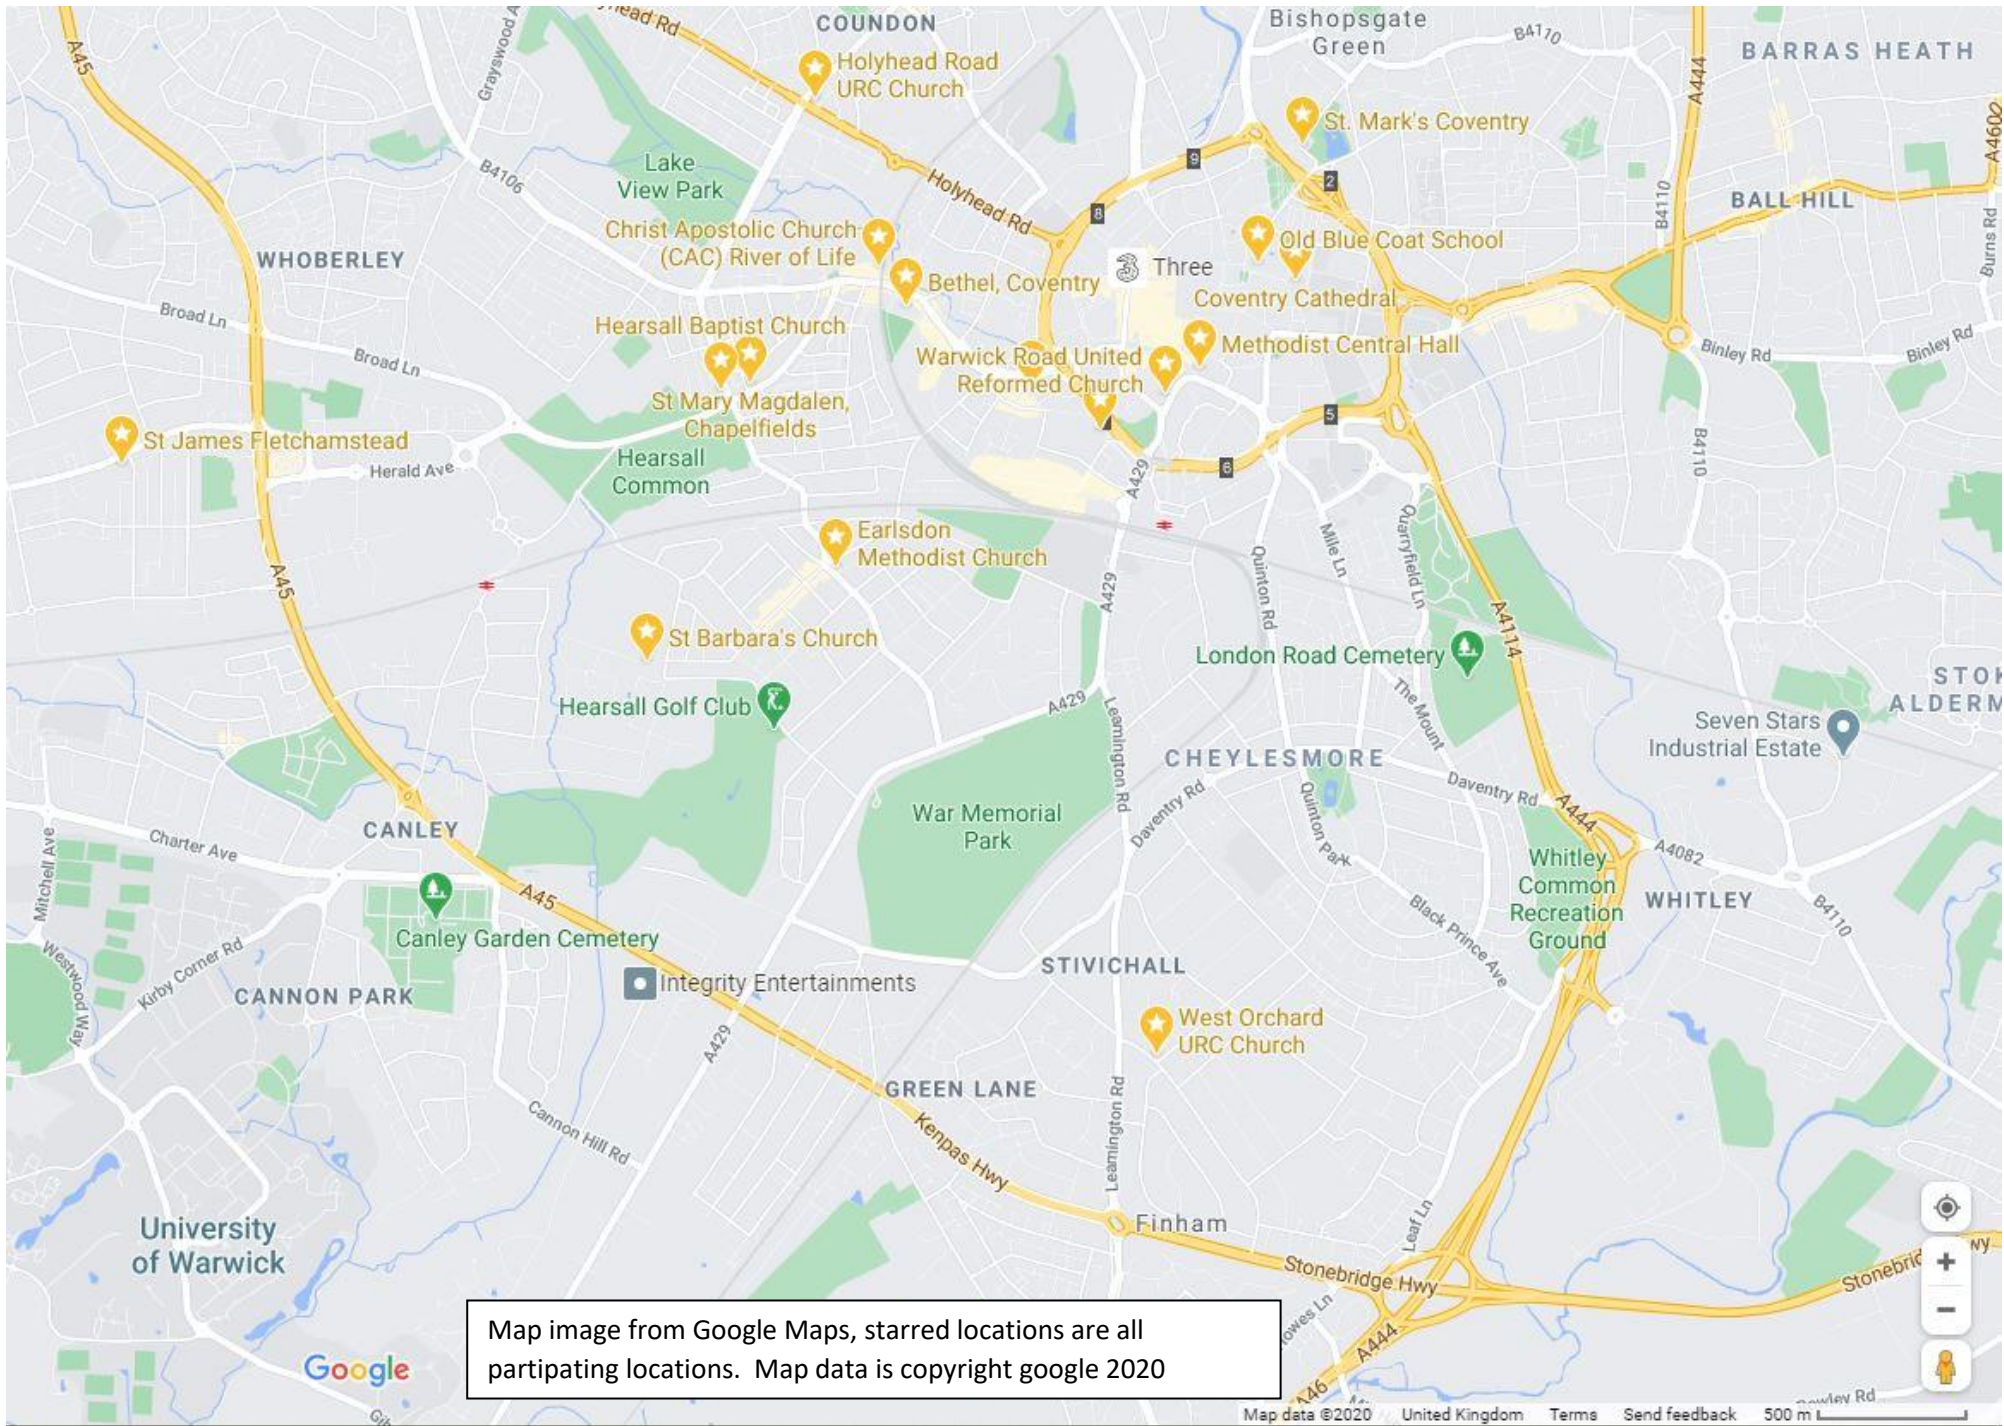 COUNDON
Bishopsgate
Green
B4110
BARRAS HEATH
A45
Holyhead Road
URC Church
A444
St. Mark's Coventry
A4600
Lake
View Park
B4106
9
2
Holyhead Rd
8
B4110
BALL HILL
Christ Apostolic Church
(CAC) River of Life
WHOBERLEY
Old Blue Coat School
Burns Rd
Three
Bethel, Coventry
Coventry Cathedral
Broad Ln
Hearsall Baptist Church
Broad Ln
Warwick Road United
Reformed Church
Methodist Central Hall
Binley Rd
Binley Rd
St Mary Magdalen,
Chapelfields
5
St James Fletchamstead
Herald Ave
Hearsall
Common
6
A429
B4110
Earlsdon
Methodist Church
Mile Ln
Quarryfield Ln
Quinton Rd
A45
A429
A4114
St Barbara's Church
London Road Cemetery
Hearsall Golf Club
A429
Leamington Rd
The Mount
Seven Stars
Industrial Estate
CHEYLESMORE
Daventry Rd
Daventry Rd
Quinton Park
A444
War Memorial
Park
CANLEY
Charter Ave
Mitchell Ave
A4082
Whitley
Common
Recreation
Ground
WHITLEY
A45
B4110
Black Prince Ave
Canley Garden Cemetery
Westwood Way
Kirby Corner Rd
STIVICHALL
Integrity Entertainments
CANNON PARK
West Orchard
URC Church
A429
GREEN LANE
Cannon Hill Rd
Kenpas Hwy
Leamington Rd
University
of Warwick
Finham
Leaf Ln
Stonebridge Hwy
A444
A46
Map image from Google Maps, starred locations are all
partipating locations. Map data is copyright google 2020
Google
Map data ©2020 United Kingdom Terms Send feedback 500 m